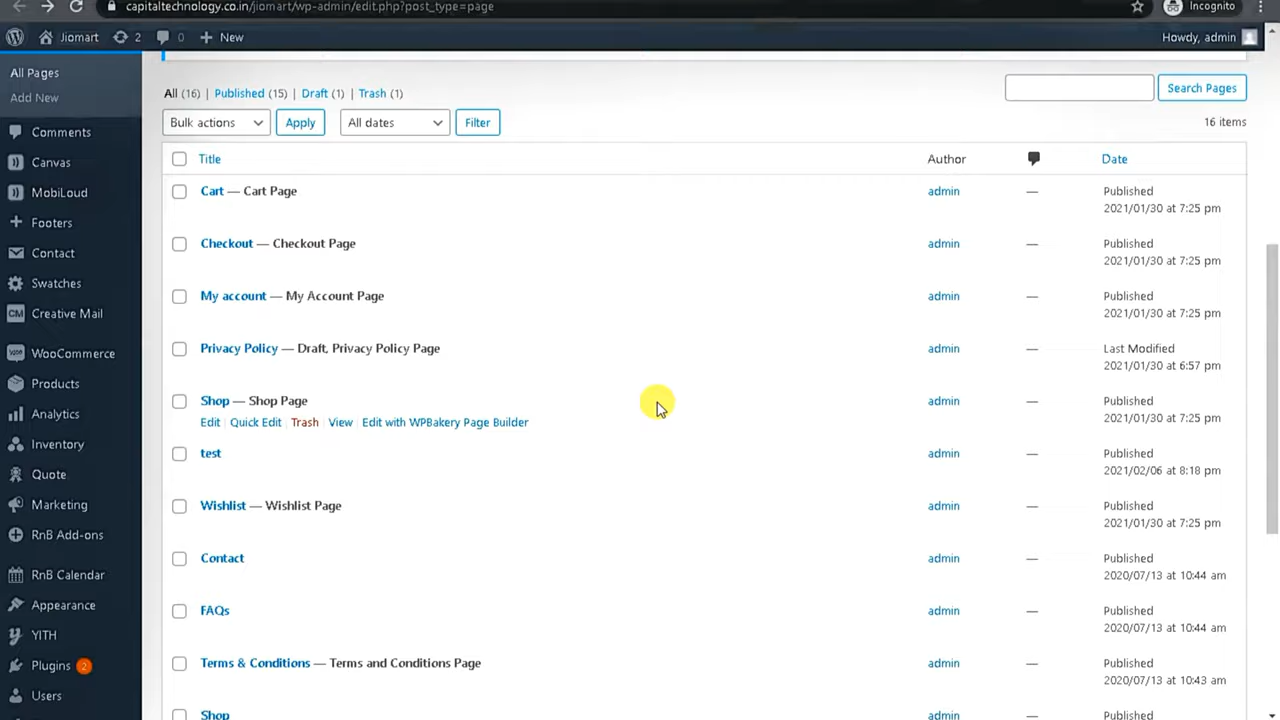 capitaltechnology.co.in/jiomart/wp-admin/edit.php?post_type=page
Incognito
Jiomart 2 0 + New
Howdy, admin
All Pages
Add New
Comments
Canvas
MobiLoud
Footers
Contact
Swatches
Creative Mail
WooCommerce
Products
Analytics
Inventory
Quote
Marketing
RnB Add-ons
RnB Calendar
Appearance
YITH
Plugins 2
Users
All (16) | Published (15) | Draft (1) | Trash (1)
Search Pages
Bulk actions Apply All dates Filter
16 items
Title Author Date
Cart — Cart Page admin — Published
2021/01/30 at 7:25 pm
Checkout — Checkout Page admin — Published
2021/01/30 at 7:25 pm
My account — My Account Page admin — Published
2021/01/30 at 7:25 pm
Privacy Policy — Draft, Privacy Policy Page admin — Last Modified
2021/01/30 at 6:57 pm
Shop — Shop Page admin — Published
2021/01/30 at 7:25 pm
Edit | Quick Edit | Trash | View | Edit with WPBakery Page Builder
test admin — Published
2021/02/06 at 8:18 pm
Wishlist — Wishlist Page admin — Published
2021/01/30 at 7:25 pm
Contact admin — Published
2020/07/13 at 10:44 am
FAQs admin — Published
2020/07/13 at 10:44 am
Terms & Conditions — Terms and Conditions Page admin — Published
2020/07/13 at 10:43 am
Shop admin — Published